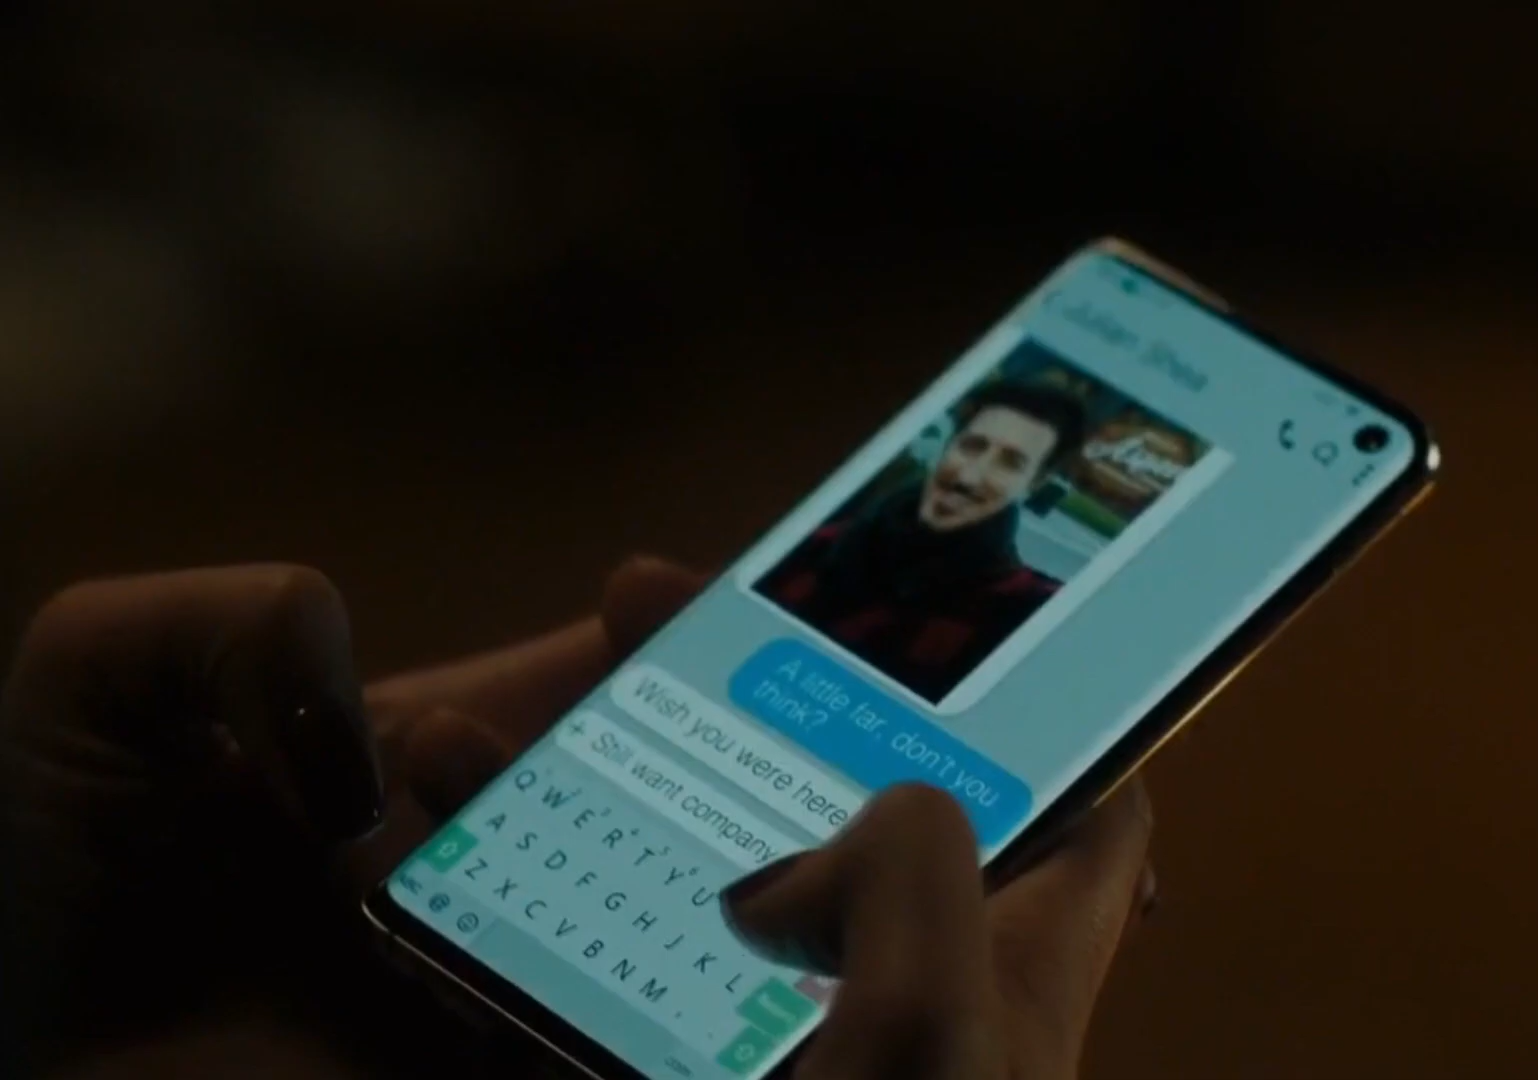 Julian Shea
A little far, don't you
think?
Wish you were here
+ Still want company
Q W E R T Y U
A S D F G H J K L
Z X C V B N M , .